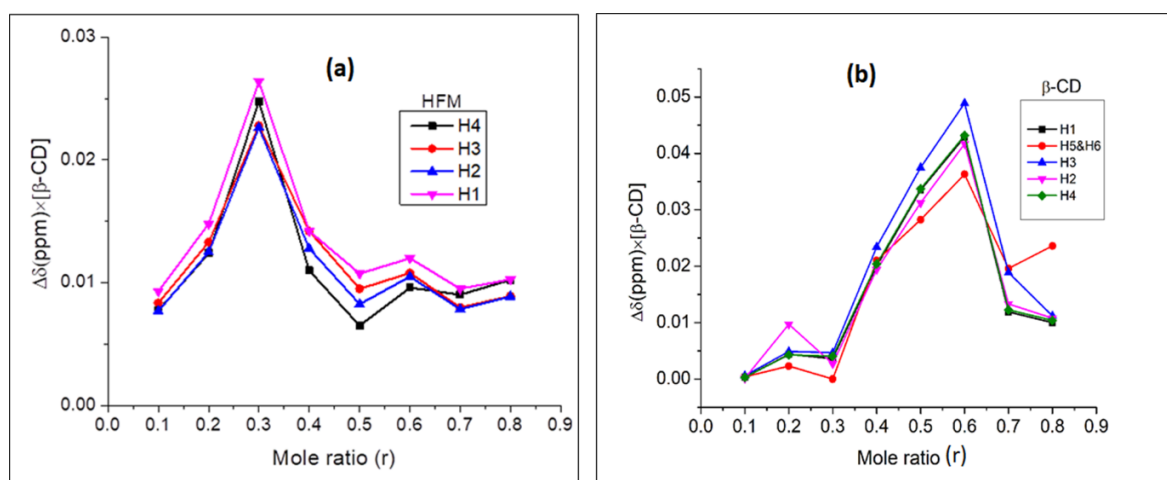 (a)
HFM
H4
H3
H2
H1
0.03
0.02
0.01
0.00
Δδ(ppm)×[β-CD]
0.0 0.1 0.2 0.3 0.4 0.5 0.6 0.7 0.8 0.9
Mole ratio (r)
(b)
β-CD
H1
H5&H6
H3
H2
H4
0.05
0.04
0.03
0.02
0.01
0.00
Δδ(ppm)×[β-CD]
0.0 0.1 0.2 0.3 0.4 0.5 0.6 0.7 0.8 0.9
Mole ratio (r)